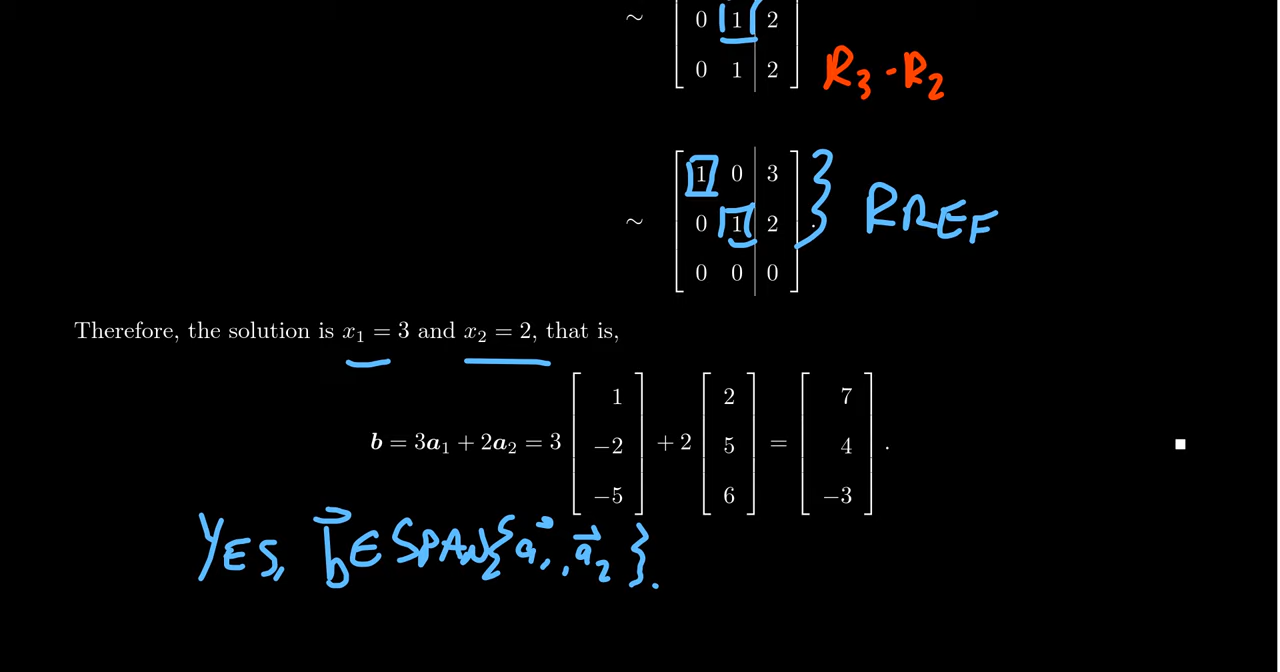 ∼ 0 1 2
0 1 2 R₃ - R₂
1 0 3
∼ 0 1 2 . RREF
0 0 0
Therefore, the solution is x₁ = 3 and x₂ = 2, that is,
b = 3a₁ + 2a₂ = 3 [1 −2 −5] + 2 [2 5 6] = [7 4 −3] .
YES, b⃗ ∈ SPAN{a⃗₁, a⃗₂}.